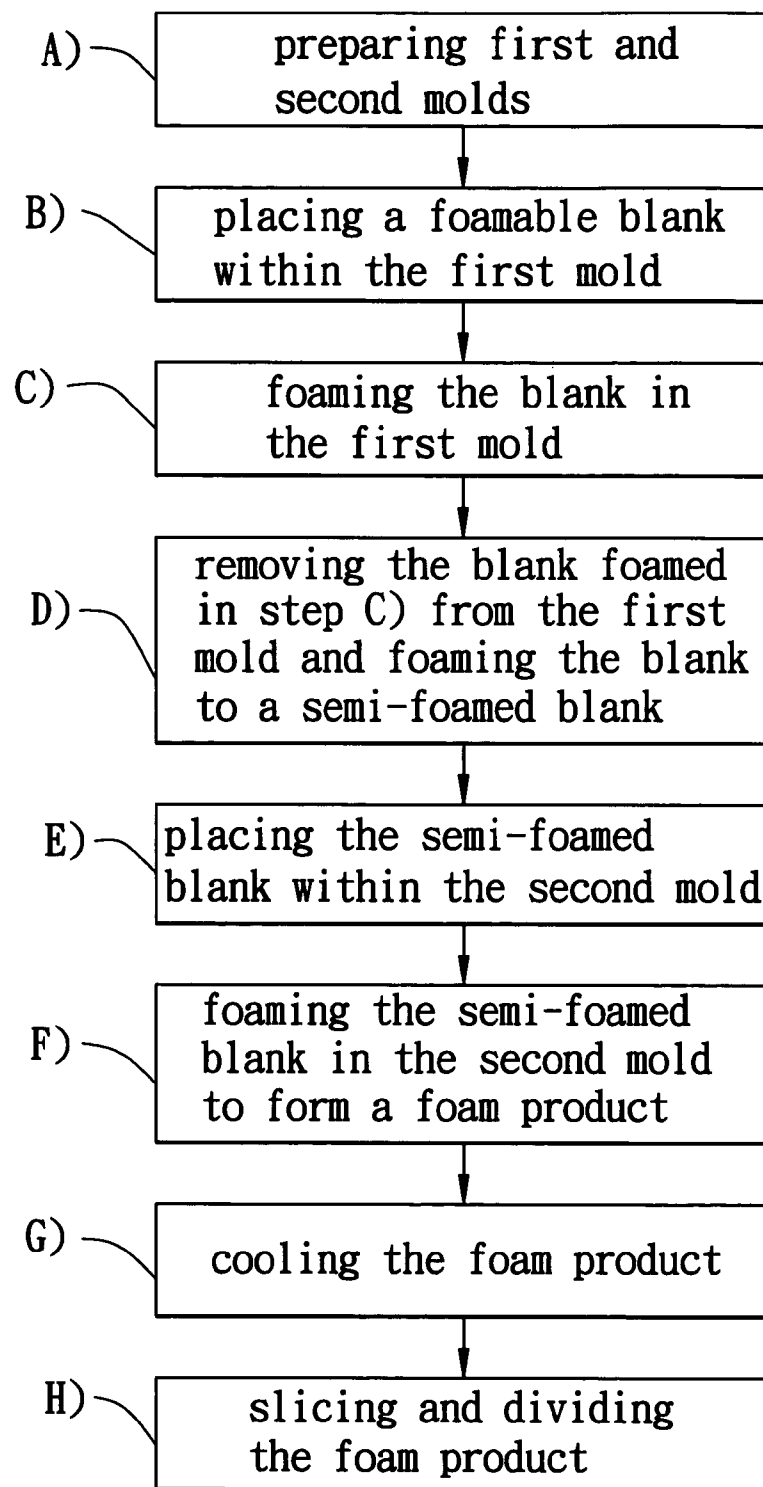 A)
preparing first and
second molds
B)
placing a foamable blank
within the first mold
C)
foaming the blank in
the first mold
D)
removing the blank foamed
in step C) from the first
mold and foaming the blank
to a semi-foamed blank
E)
placing the semi-foamed
blank within the second mold
F)
foaming the semi-foamed
blank in the second mold
to form a foam product
G)
cooling the foam product
H)
slicing and dividing
the foam product